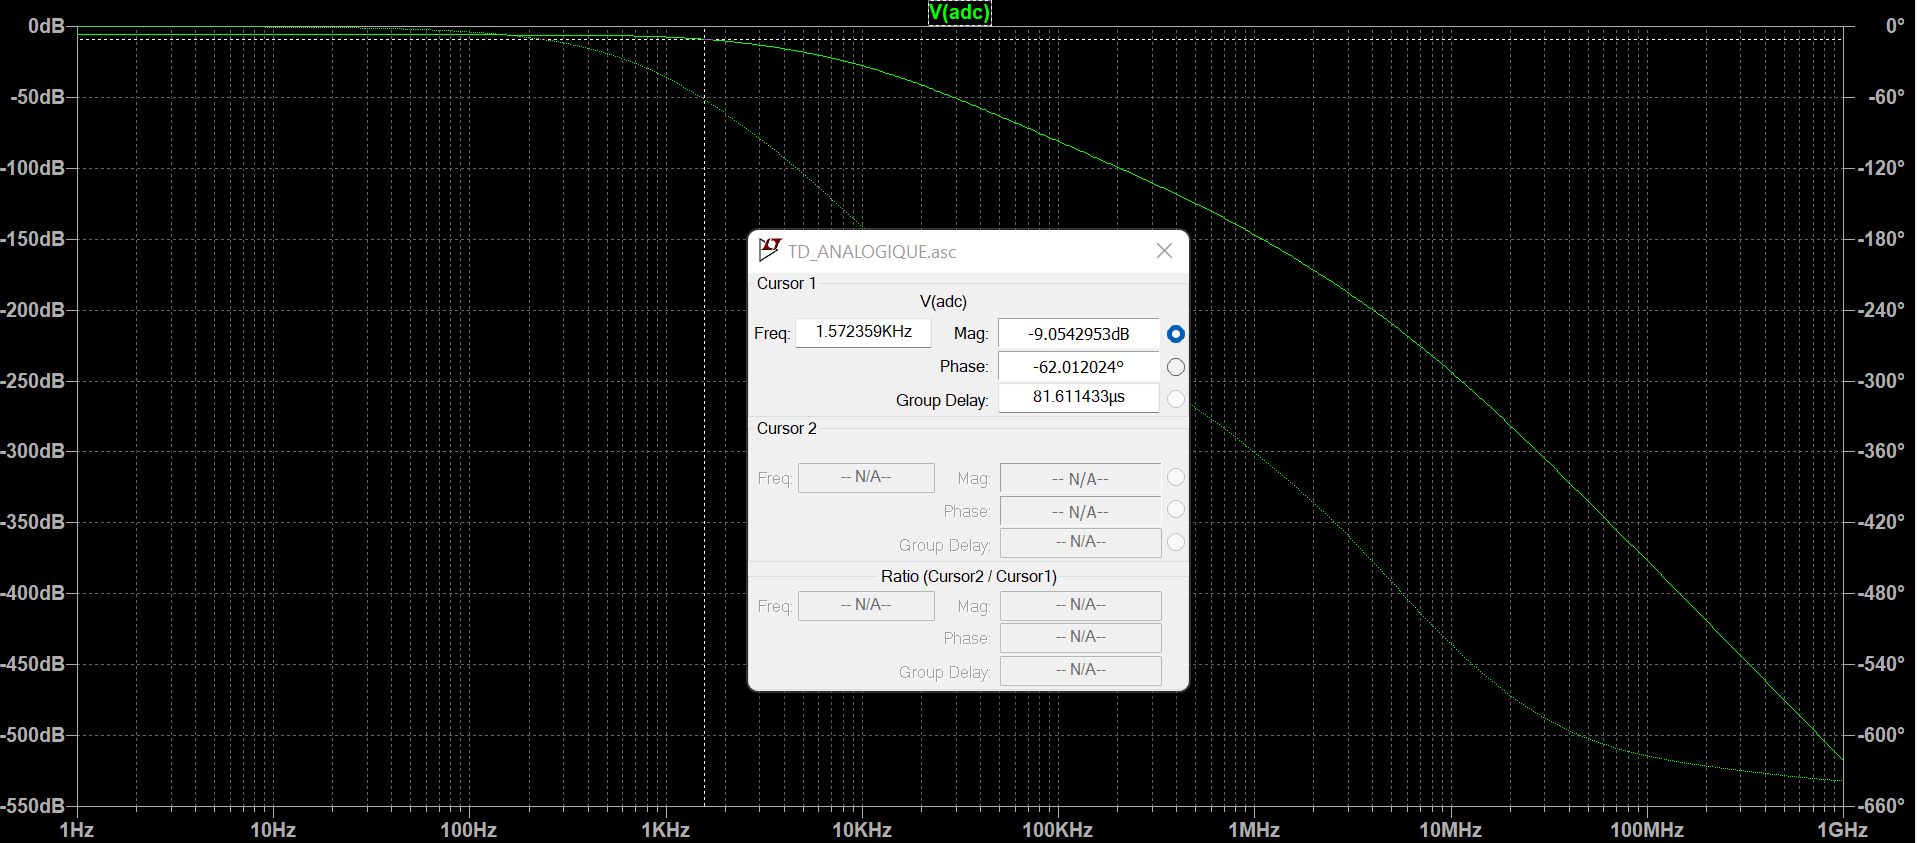 V(adc)
0dB
-50dB
-100dB
-150dB
-200dB
-250dB
-300dB
-350dB
-400dB
-450dB
-500dB
-550dB
0°
-60°
-120°
-180°
-240°
-300°
-360°
-420°
-480°
-540°
-600°
-660°
1Hz 10Hz 100Hz 1KHz 10KHz 100KHz 1MHz 10MHz 100MHz 1GHz
LT TD_ANALOGIQUE.asc
Cursor 1
V(adc)
Freq: 1.572359KHz Mag: -9.0542953dB
Phase: -62.012024°
Group Delay: 81.611433µs
Cursor 2
Freq: -- N/A-- Mag: -- N/A--
Phase: -- N/A--
Group Delay: -- N/A--
Ratio (Cursor2 / Cursor1)
Freq: -- N/A-- Mag: -- N/A--
Phase: -- N/A--
Group Delay: -- N/A--